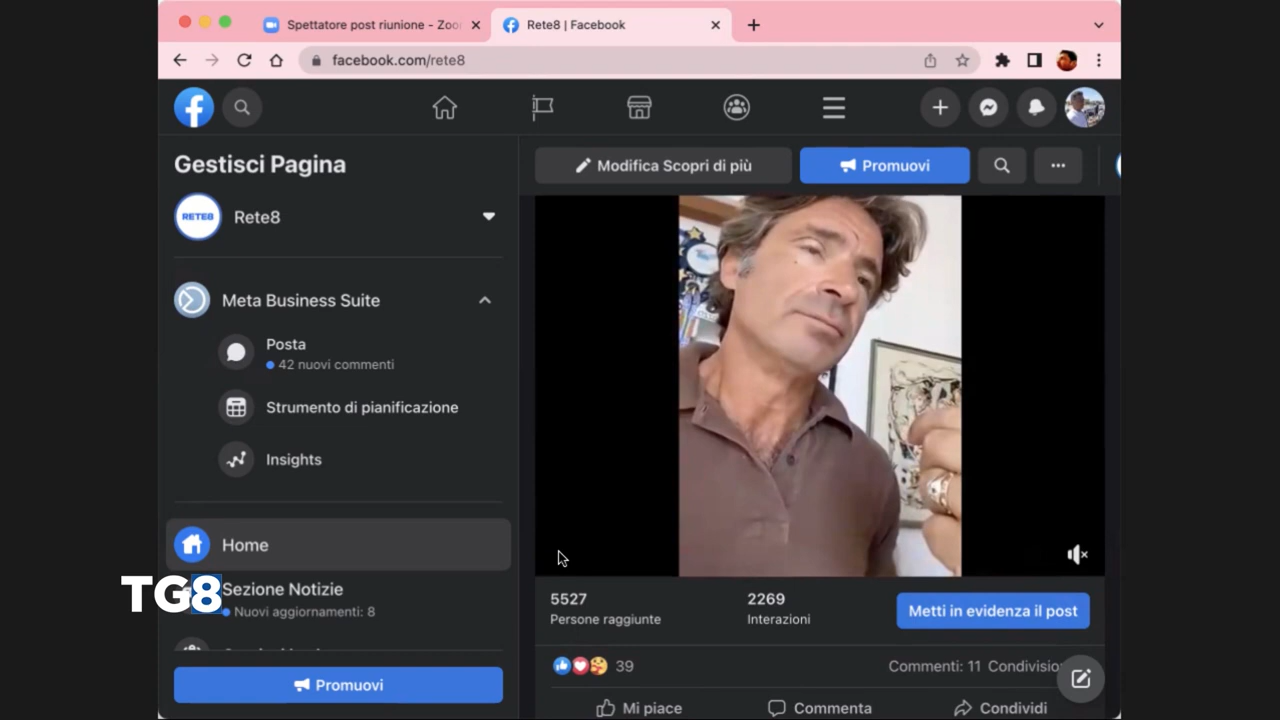 Spettatore post riunione - Zoo
Rete8 | Facebook
facebook.com/rete8
Gestisci Pagina
Modifica Scopri di più
Promuovi
RETE8
Rete8
Meta Business Suite
Posta
42 nuovi commenti
Strumento di pianificazione
Insights
Home
TG8
Sezione Notizie
Nuovi aggiornamenti: 8
Promuovi
5527
Persone raggiunte
2269
Interazioni
Metti in evidenza il post
39
Commenti: 11
Condivisio
Mi piace
Commenta
Condividi